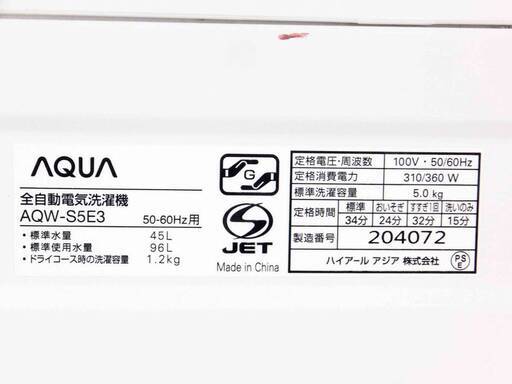 AQUA
全自動電気洗濯機
AQW-S5E3 50-60Hz用
・標準水量 45L
・標準使用水量 96L
・ドライコース時の洗濯容量 1.2kg
G
S
JET
Made in China
定格電圧・周波数 100V・50/60Hz
定格消費電力 310/360 W
標準洗濯容量 5.0 kg
定格時間 標準 おいそぎ すすぎ1回 洗いのみ
34分 24分 32分 15分
製造番号 204072
ハイアール アジア 株式会社
PS
E